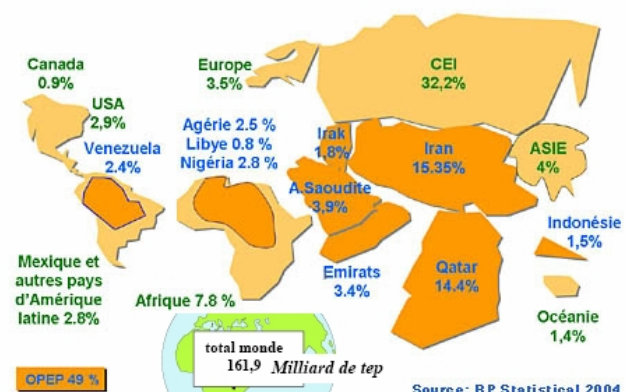 Canada
0.9%
USA
2,9%
Venezuela
2.4%
Mexique et
autres pays
d'Amérique
latine 2.8%
Europe
3.5%
Agérie 2.5 %
Libye 0.8 %
Nigéria 2.8 %
Afrique 7.8 %
CEI
32,2%
Irak
1,8%
Iran
15.35%
A.Saoudite
3,9%
Emirats
3.4%
Qatar
14.4%
ASIE
4%
Indonésie
1,5%
Océanie
1,4%
OPEP 49 %
total monde
161,9 Milliard de tep
Source: BP Statistical 2004